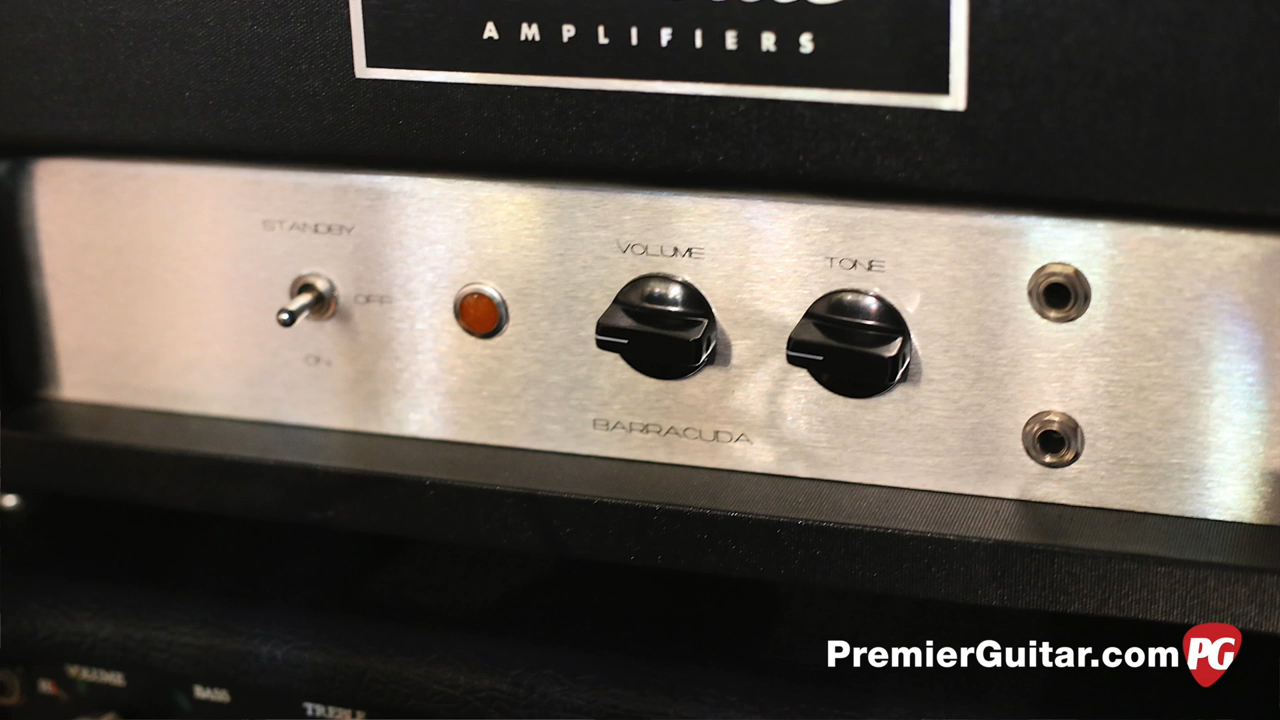 AMPLIFIERS
STANDBY
OFF
ON
VOLUME
TONE
BARRACUDA
PremierGuitar.com PG
VOLUME
BASS
TREBLE